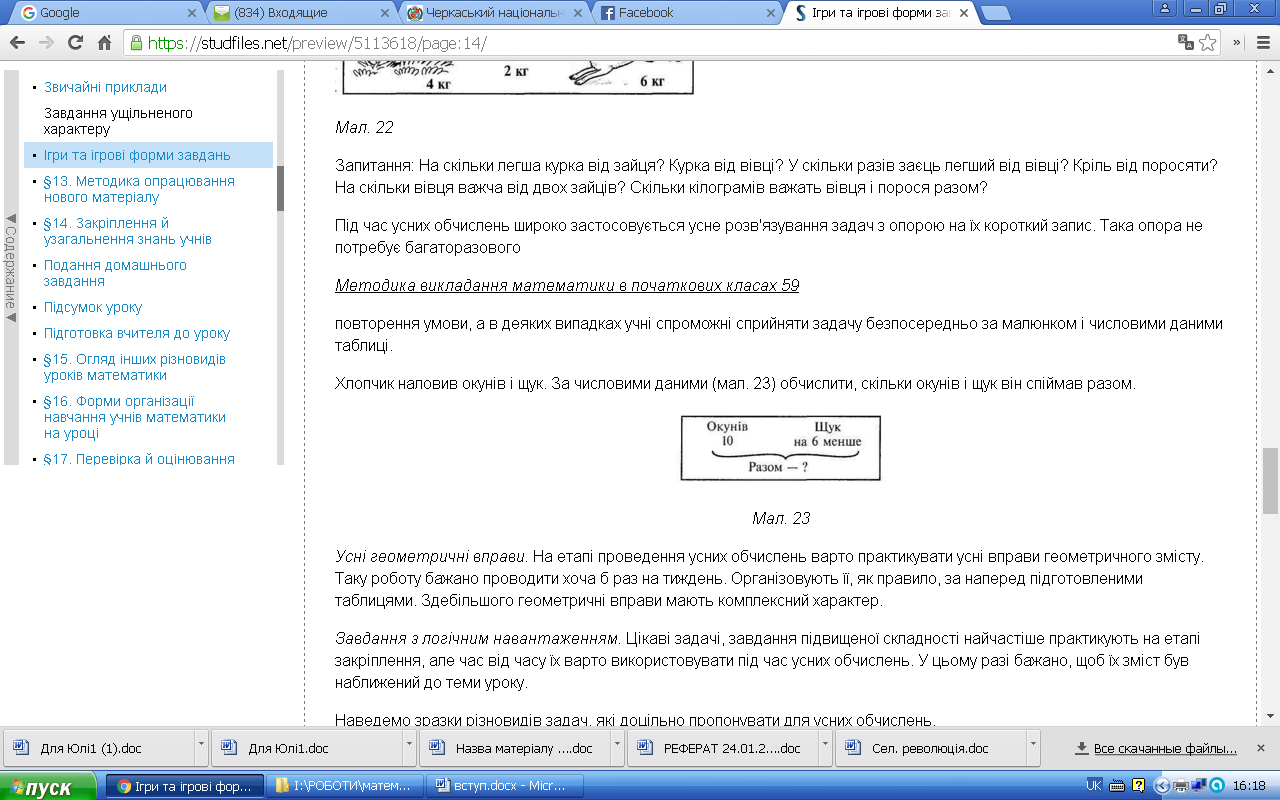 Google
(834) Входящие
Черкаський національн
Facebook
Ігри та ігрові форми за
https://studfiles.net/preview/5113618/page:14/
Содержание
Звичайні приклади
Завдання ущільненого
характеру
Ігри та ігрові форми завдань
§13. Методика опрацювання
нового матеріалу
§14. Закріплення й
узагальнення знань учнів
Подання домашнього
завдання
Підсумок уроку
Підготовка вчителя до уроку
§15. Огляд інших різновидів
уроків математики
§16. Форми організації
навчання учнів математики
на уроці
§17. Перевірка й оцінювання
4 кг 2 кг 6 кг
Мал. 22
Запитання: На скільки легша курка від зайця? Курка від вівці? У скільки разів заєць легший від вівці? Кріль від поросяти?
На скільки вівця важча від двох зайців? Скільки кілограмів важать вівця і порося разом?
Під час усних обчислень широко застосовується усне розв'язування задач з опорою на їх короткий запис. Така опора не
потребує багаторазового
Методика викладання математики в початкових класах 59
повторення умови, а в деяких випадках учні спроможні сприйняти задачу безпосередньо за малюнком і числовими даними
таблиці.
Хлопчик наловив окунів і щук. За числовими даними (мал. 23) обчислити, скільки окунів і щук він спіймав разом.
Окунів Щук
10 на 6 менше
Разом — ?
Мал. 23
Усні геометричні вправи. На етапі проведення усних обчислень варто практикувати усні вправи геометричного змісту.
Таку роботу бажано проводити хоча б раз на тиждень. Організовують її, як правило, за наперед підготовленими
таблицями. Здебільшого геометричні вправи мають комплексний характер.
Завдання з логічним навантаженням. Цікаві задачі, завдання підвищеної складності найчастіше практикують на етапі
закріплення, але час від часу їх варто використовувати під час усних обчислень. У цьому разі бажано, щоб їх зміст був
наближений до теми уроку.
Наведемо зразки різновидів задач, які доцільно пропонувати для усних обчислень.
Для Юлі1 (1).doc
Для Юлі1.doc
Назва матеріалу ....doc
РЕФЕРАТ 24.01.2....doc
Сел. революція.doc
Все скачанные файлы...
пуск
Ігри та ігрові фор...
I:\РОБОТИ\матем...
вступ.docx - Micr...
UK
16:18